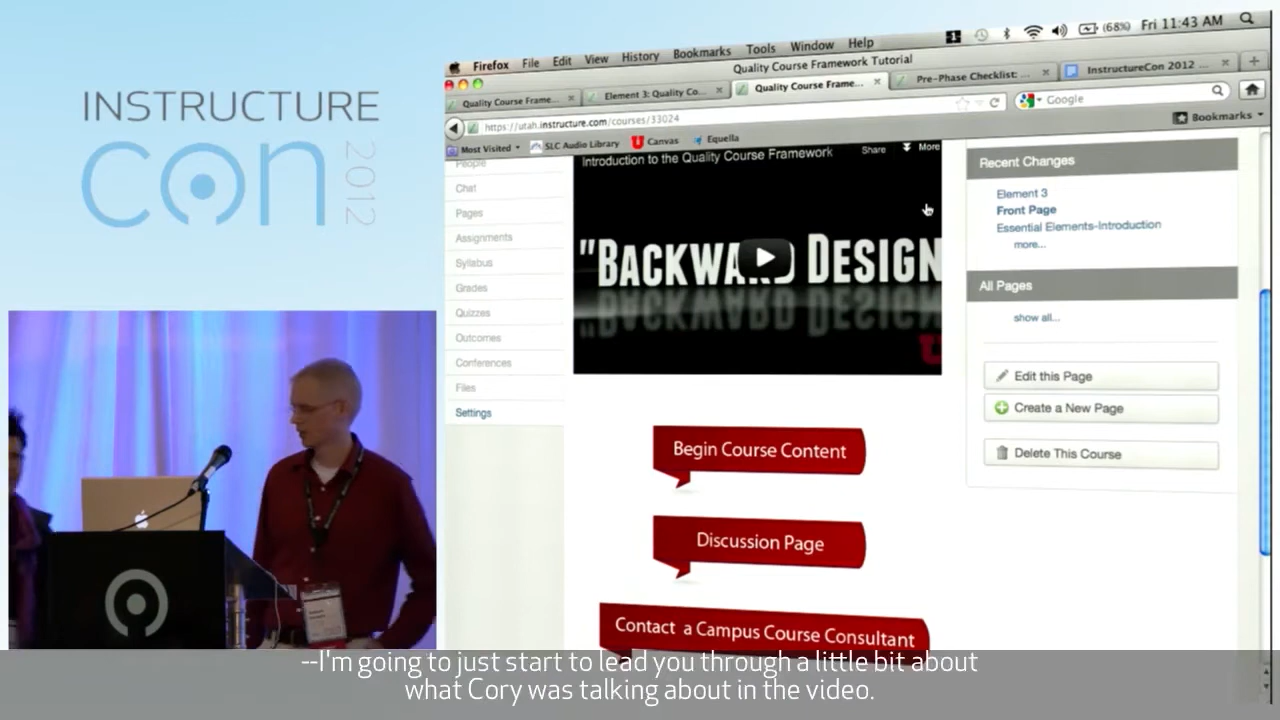 INSTRUCTURE
con
2012
Firefox File Edit View History Bookmarks Tools Window Help
1 (68%) Fri 11:43 AM
Quality Course Framework Tutorial
Quality Course Frame...
Element 3: Quality Co...
Quality Course Frame...
Pre-Phase Checklist: ...
InstructureCon 2012 ...
https://utah.instructure.com/courses/33024
Google
Most Visited
SLC Audio Library
Canvas
Equella
Bookmarks
People
Chat
Pages
Assignments
Syllabus
Grades
Quizzes
Outcomes
Conferences
Files
Settings
Introduction to the Quality Course Framework
Share
More
"BACKWARD DESIGN
U
Begin Course Content
Discussion Page
Contact a Campus Course Consultant
Recent Changes
Element 3
Front Page
Essential Elements-Introduction
more...
All Pages
show all...
Edit this Page
Create a New Page
Delete This Course
--I'm going to just start to lead you through a little bit about
what Cory was talking about in the video.